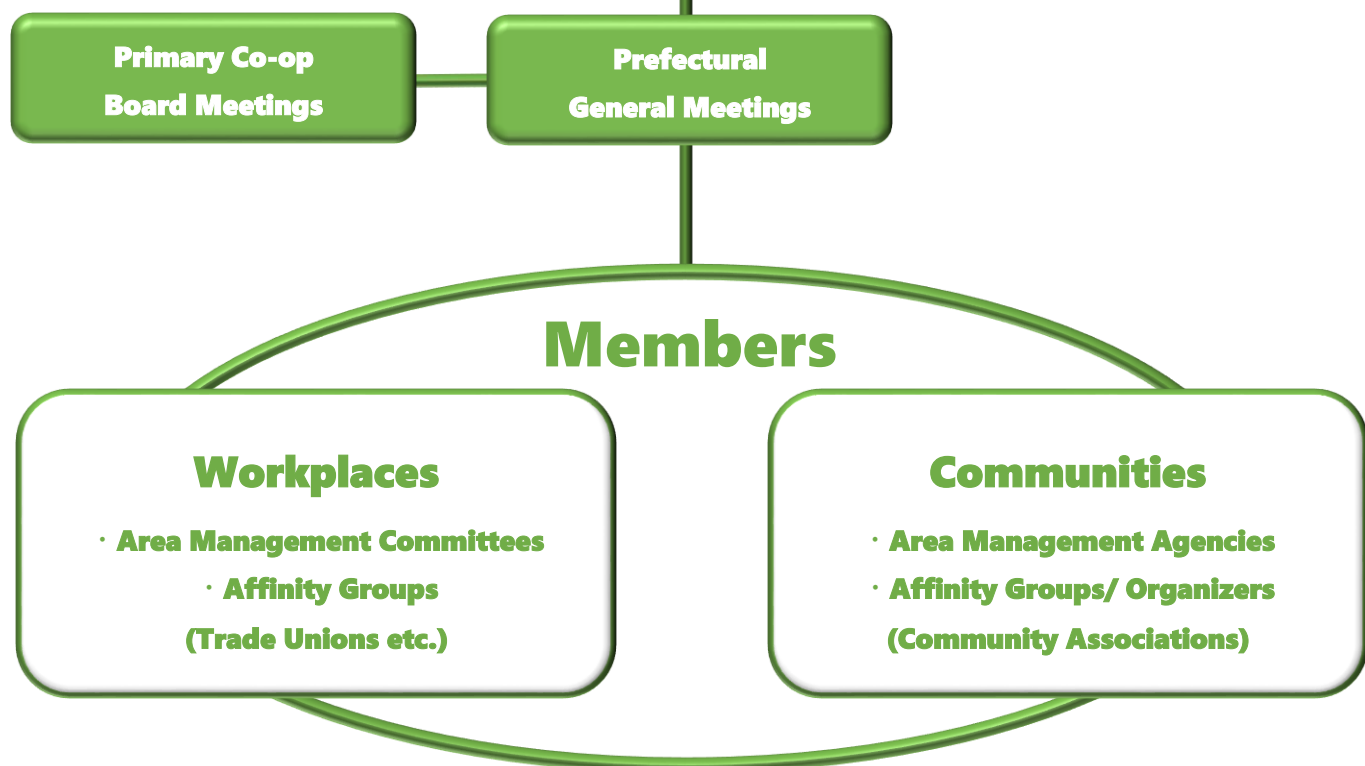 Primary Co-op
Board Meetings
Prefectural
General Meetings
Members
Workplaces
· Area Management Committees
· Affinity Groups
(Trade Unions etc.)
Communities
· Area Management Agencies
· Affinity Groups/ Organizers
(Community Associations)